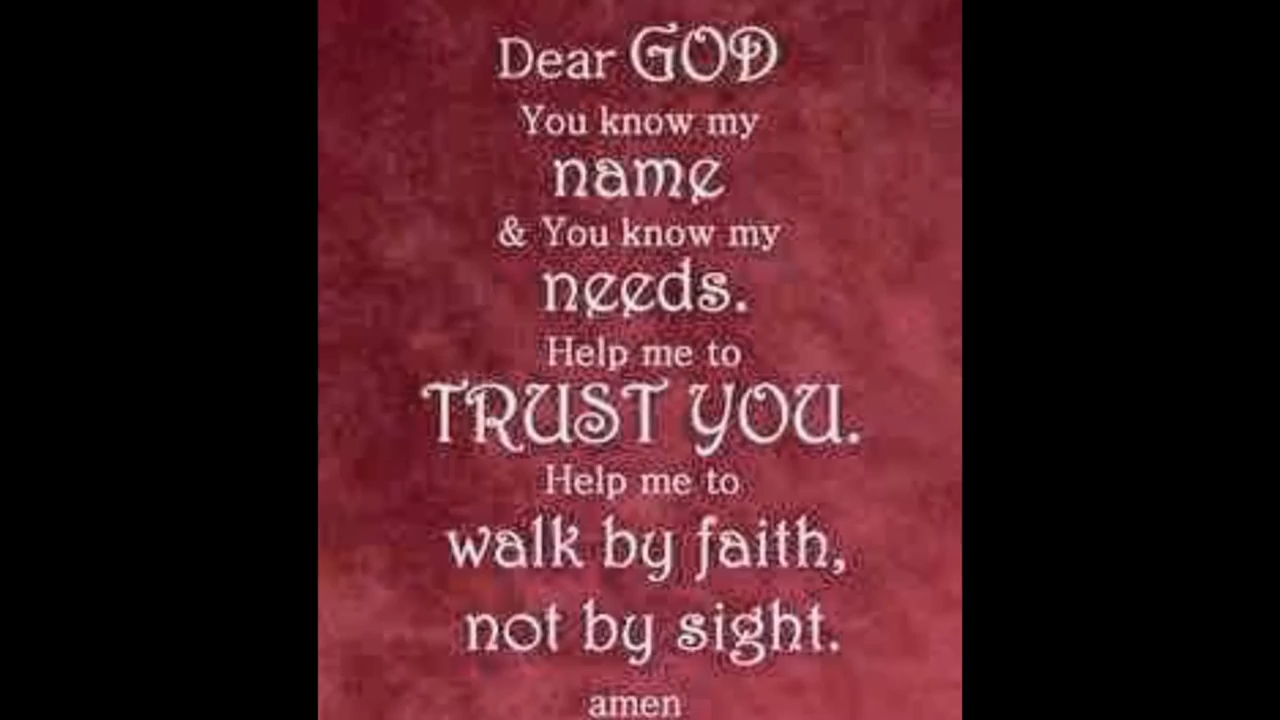 Dear GOD
You know my
name
& You know my
needs.
Help me to
TRUST YOU.
Help me to
walk by faith,
not by sight.
amen